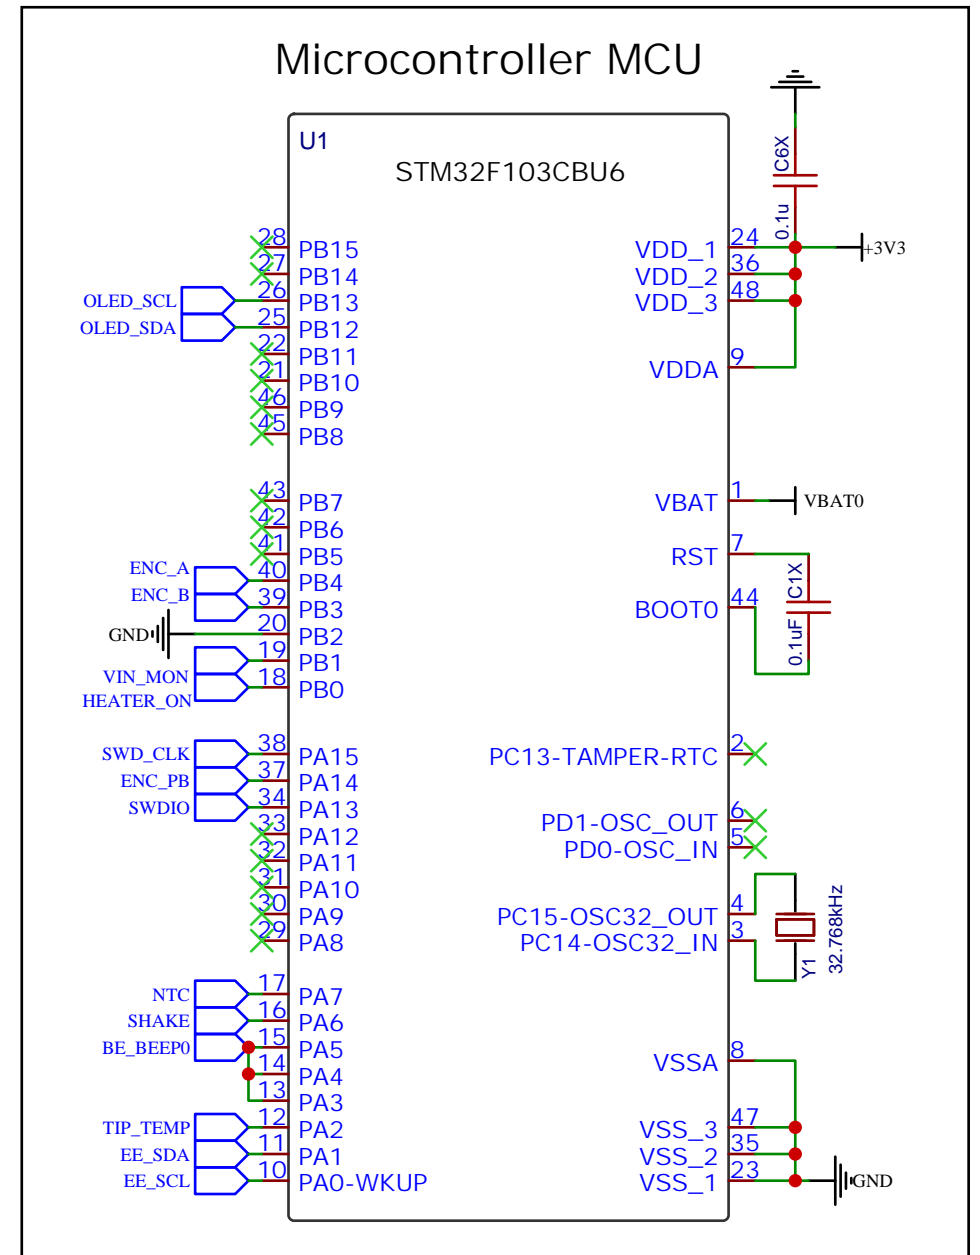 Microcontroller MCU
U1
STM32F103CBU6
C6X
0.1u
+3V3
28 PB15
27 PB14
OLED_SCL 26 PB13
OLED_SDA 25 PB12
22 PB11
21 PB10
46 PB9
45 PB8
43 PB7
42 PB6
41 PB5
ENC_A 40 PB4
ENC_B 39 PB3
GND 20 PB2
VIN_MON 19 PB1
HEATER_ON 18 PB0
SWD_CLK 38 PA15
ENC_PB 37 PA14
SWDIO 34 PA13
33 PA12
32 PA11
31 PA10
30 PA9
29 PA8
NTC 17 PA7
SHAKE 16 PA6
BE_BEEP0 15 PA5
14 PA4
13 PA3
TIP_TEMP 12 PA2
EE_SDA 11 PA1
EE_SCL 10 PA0-WKUP
VDD_1 24
VDD_2 36
VDD_3 48
VDDA 9
VBAT 1 VBAT0
RST 7
BOOT0 44
C1X
0.1uF
PC13-TAMPER-RTC 2
PD1-OSC_OUT 6
PD0-OSC_IN 5
PC15-OSC32_OUT 4
PC14-OSC32_IN 3
Y1
32.768kHz
VSSA 8
VSS_3 47
VSS_2 35
VSS_1 23
GND